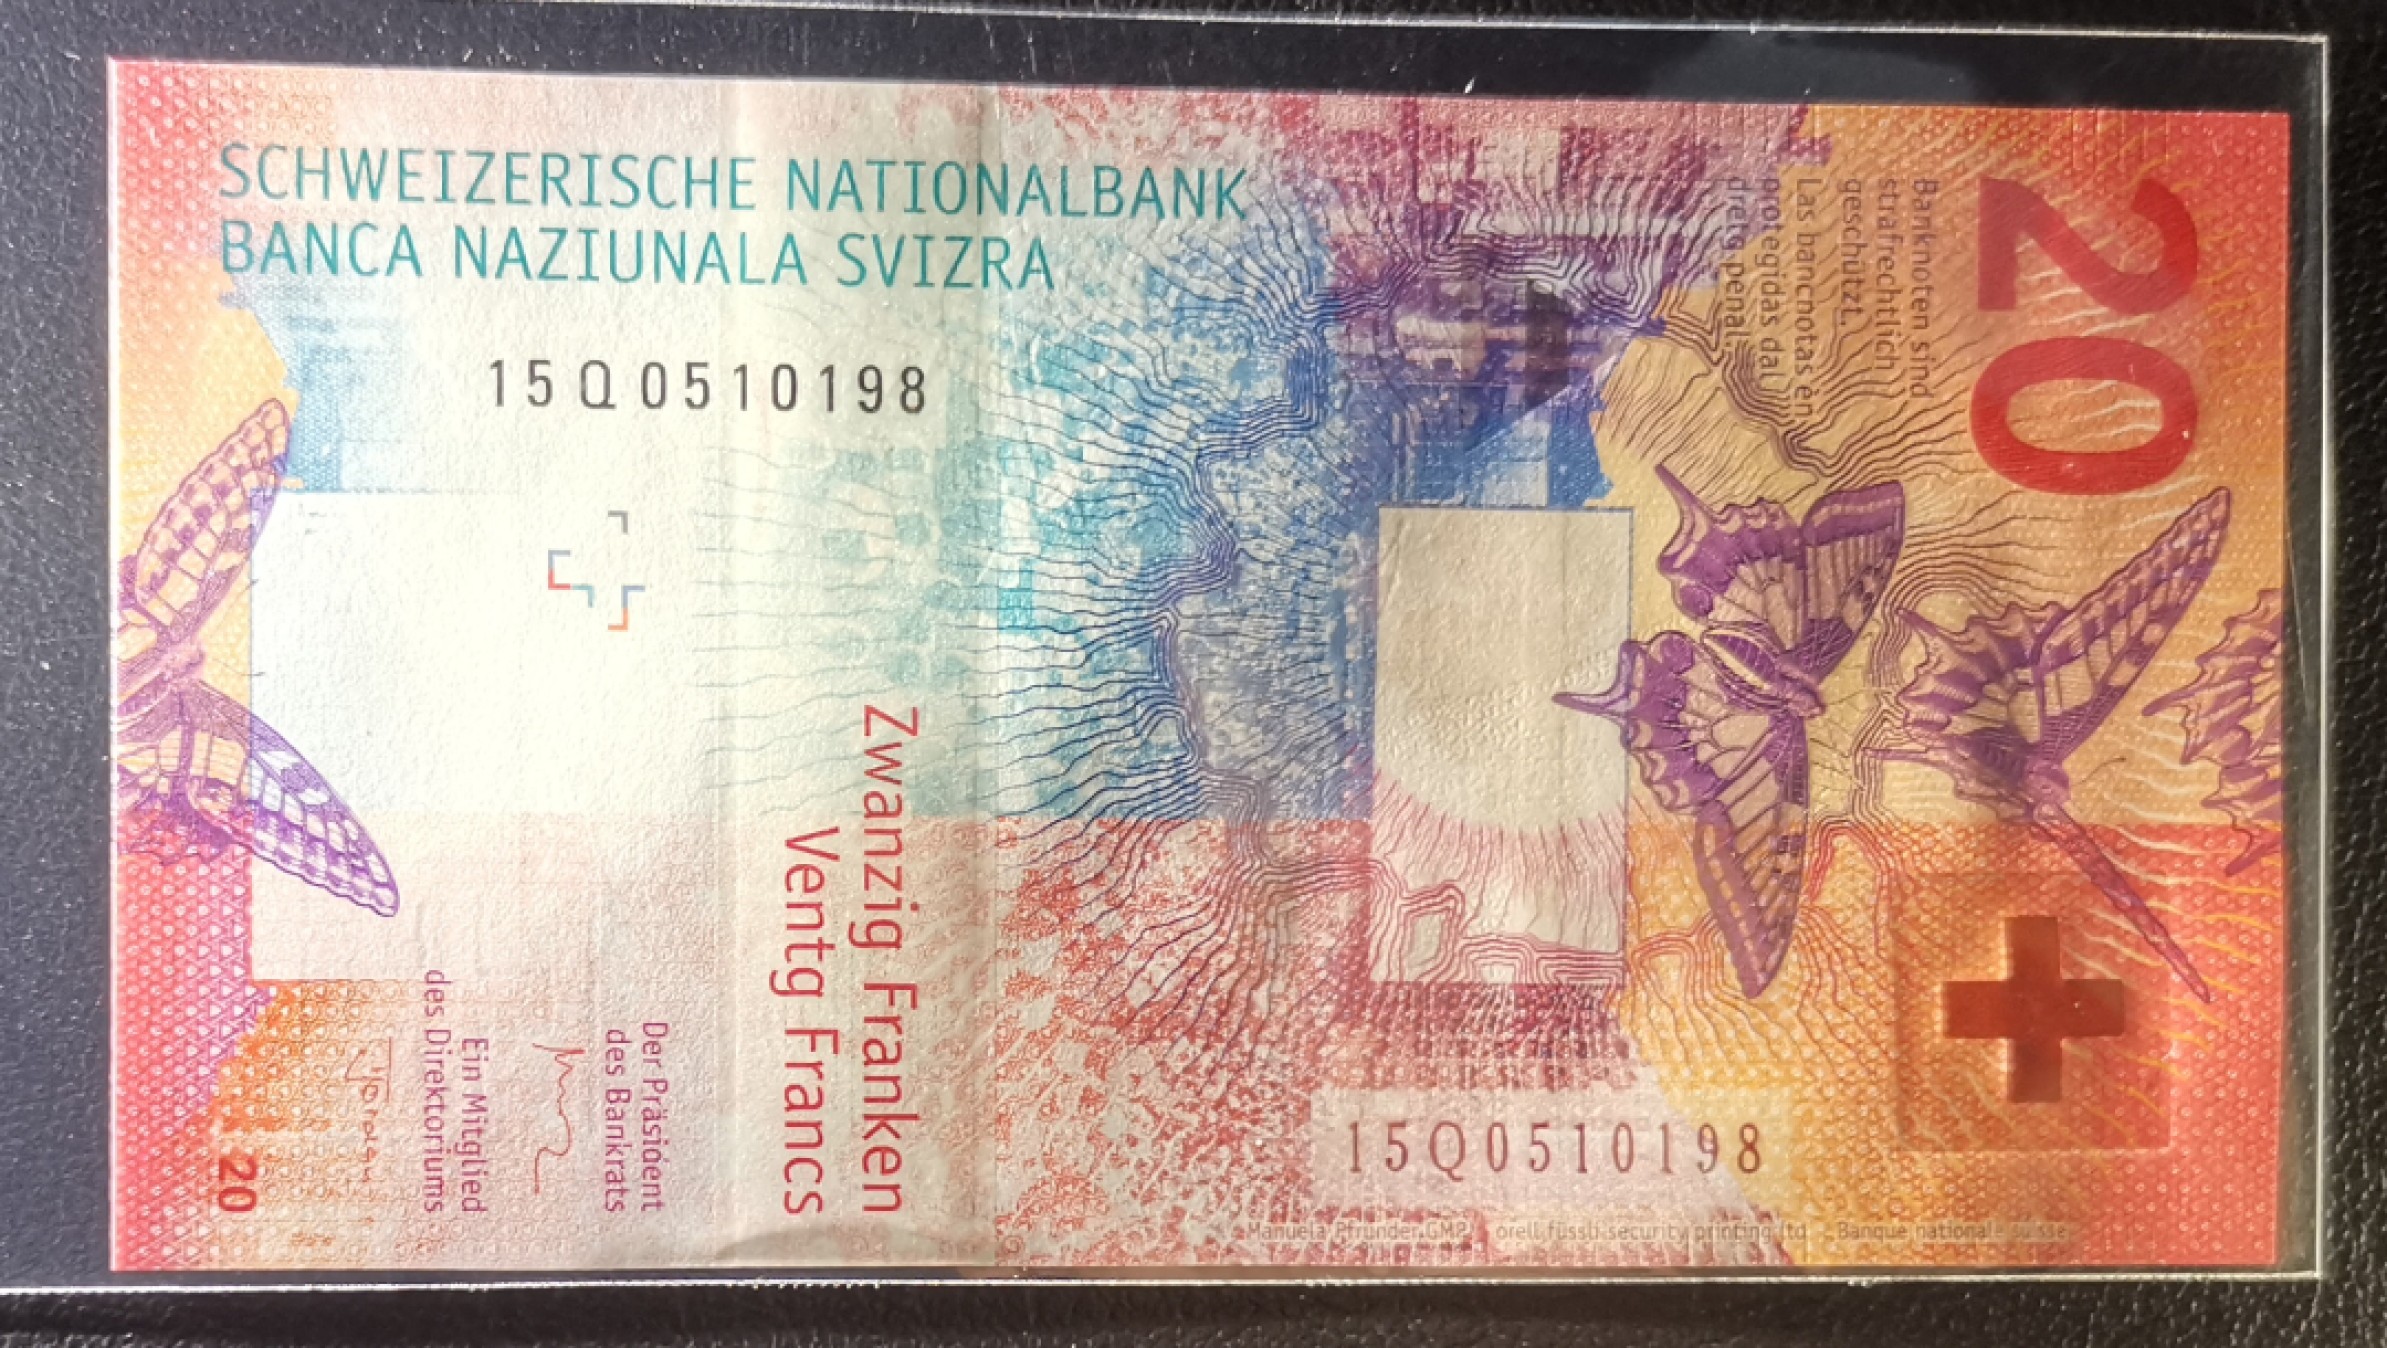 SCHWEIZERISCHE NATIONALBANK
BANCA NAZIUNALA SVIZRA
15Q0510198
20
Banknoten sind
strafrechtlich
geschützt.
Las bancnotas èn
protegidas dal
dretg penal.
Zwanzig Franken
Ventg Francs
Der Präsident
des Bankrats
Ein Mitglied
des Direktoriums
20
15Q0510198
Manuela Pfrunder, GMP orell füssli security printing ltd Banque nationale suisse